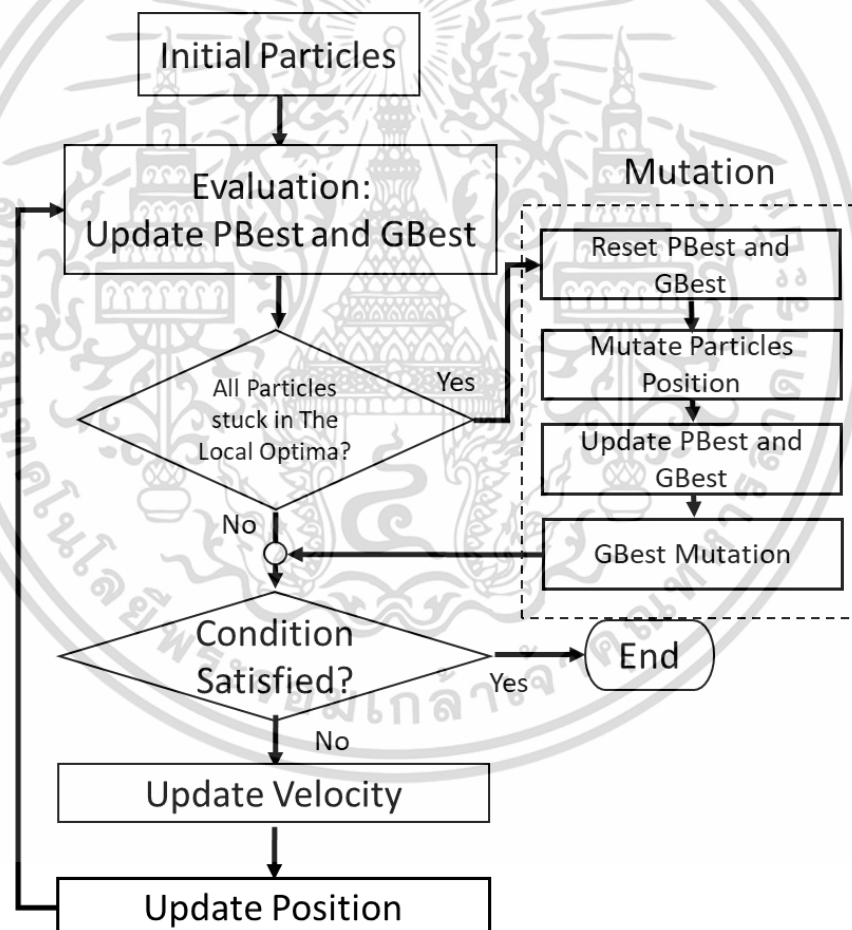 Initial Particles
Evaluation:
Update PBest and GBest
All Particles
stuck in The
Local Optima?
Yes
No
Mutation
Reset PBest and
GBest
Mutate Particles
Position
Update PBest and
GBest
GBest Mutation
Condition
Satisfied?
Yes
End
No
Update Velocity
Update Position